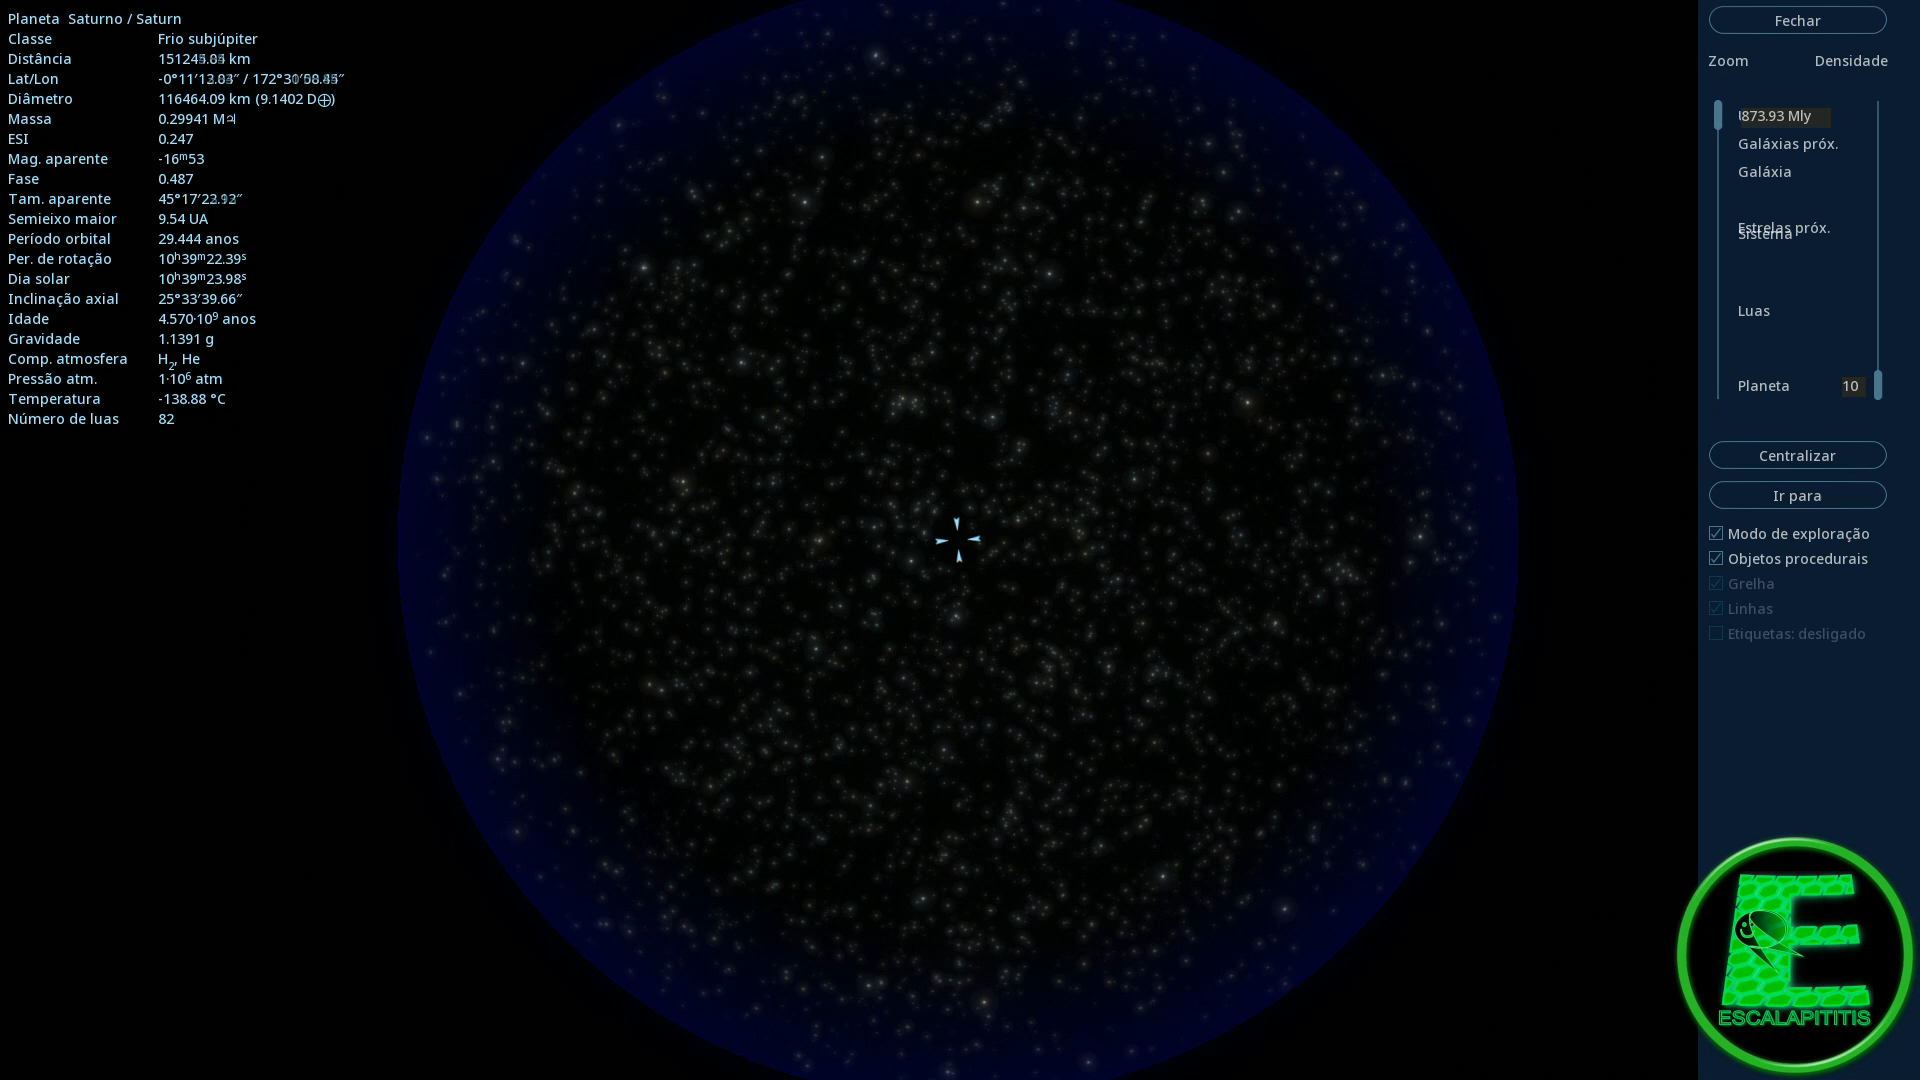 Planeta Saturno / Saturn
Classe Frio subjúpiter
Distância km
Lat/Lon
Diâmetro 116464.09 km (9.1402 D⨁)
Massa 0.29941 M♃
ESI 0.247
Mag. aparente -16ᵐ53
Fase 0.487
Tam. aparente
Semieixo maior 9.54 UA
Período orbital 29.444 anos
Per. de rotação 10ʰ39ᵐ22.39ˢ
Dia solar 10ʰ39ᵐ23.98ˢ
Inclinação axial 25°33′39.66″
Idade 4.570·10⁹ anos
Gravidade 1.1391 g
Comp. atmosfera H₂, He
Pressão atm. 1·10⁶ atm
Temperatura -138.88 °C
Número de luas 82
Fechar
Zoom Densidade
873.93 Mly
Galáxias próx.
Galáxia
Estrelas próx.
Sistema
Luas
Planeta 10
Centralizar
Ir para
Modo de exploração
Objetos procedurais
Grelha
Linhas
Etiquetas: desligado
E
ESCALAPITITIS